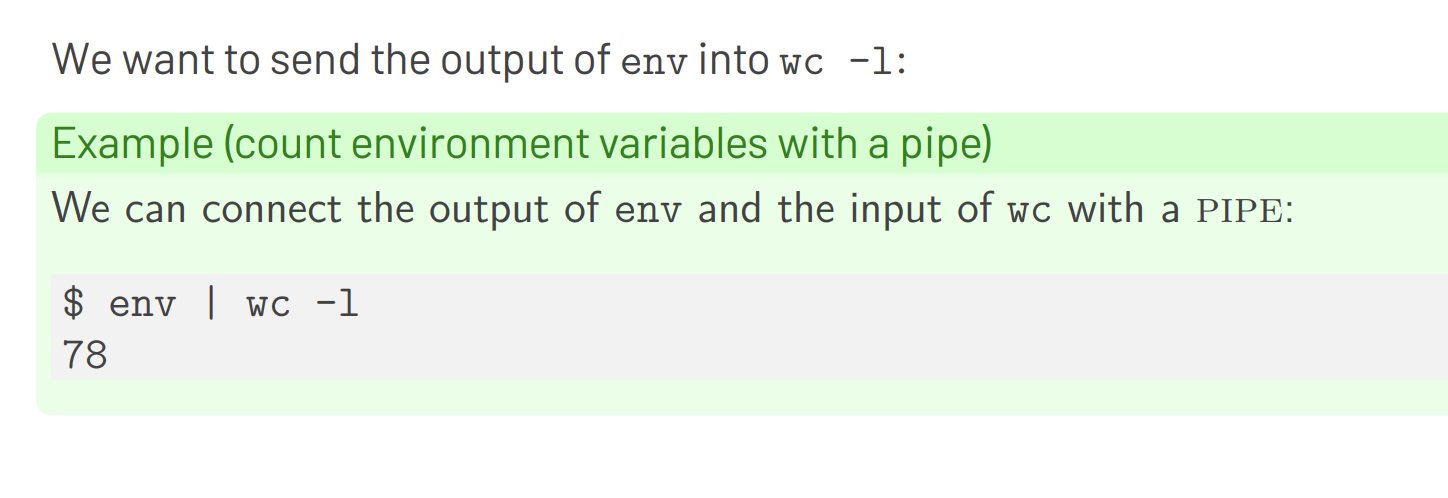 We want to send the output of env into wc -l:
Example (count environment variables with a pipe)
We can connect the output of env and the input of wc with a PIPE:
$ env | wc -l
78